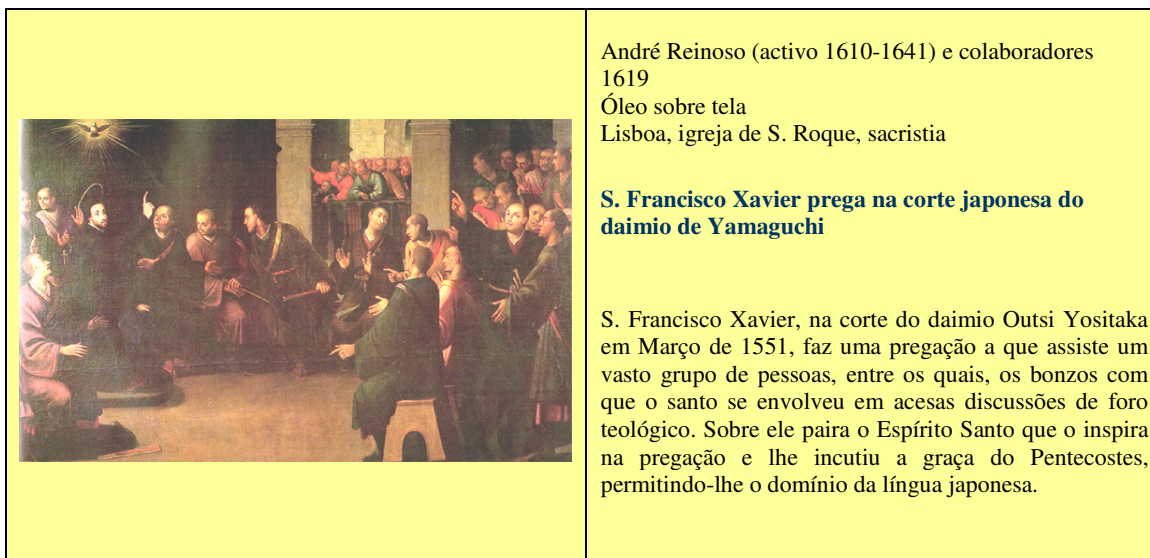 André Reinoso (activo 1610-1641) e colaboradores
1619
Óleo sobre tela
Lisboa, igreja de S. Roque, sacristia
S. Francisco Xavier prega na corte japonesa do
daimio de Yamaguchi
S. Francisco Xavier, na corte do daimio Outsi Yositaka
em Março de 1551, faz uma pregação a que assiste um
vasto grupo de pessoas, entre os quais, os bonzos com
que o santo se envolveu em acesas discussões de foro
teológico. Sobre ele paira o Espírito Santo que o inspira
na pregação e lhe incutiu a graça do Pentecostes,
permitindo-lhe o domínio da língua japonesa.